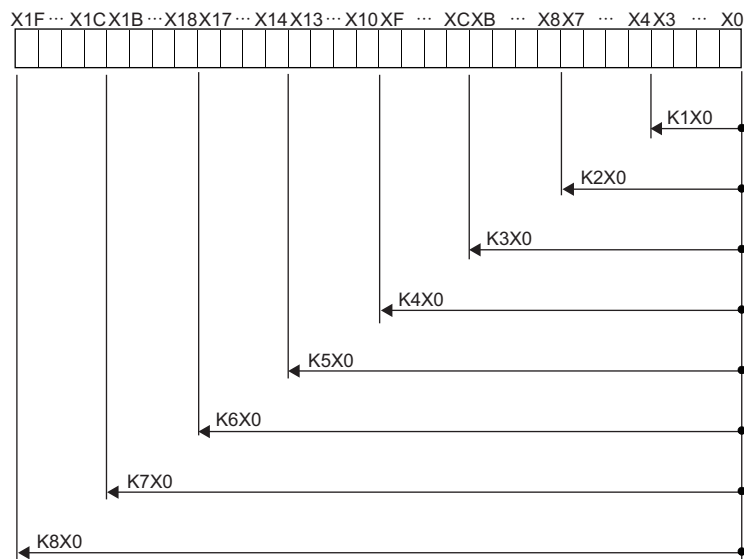 X1F ··· X1C X1B ··· X18 X17 ··· X14 X13 ··· X10 XF ··· XC XB ··· X8 X7 ··· X4 X3 ··· X0
K1X0
K2X0
K3X0
K4X0
K5X0
K6X0
K7X0
K8X0